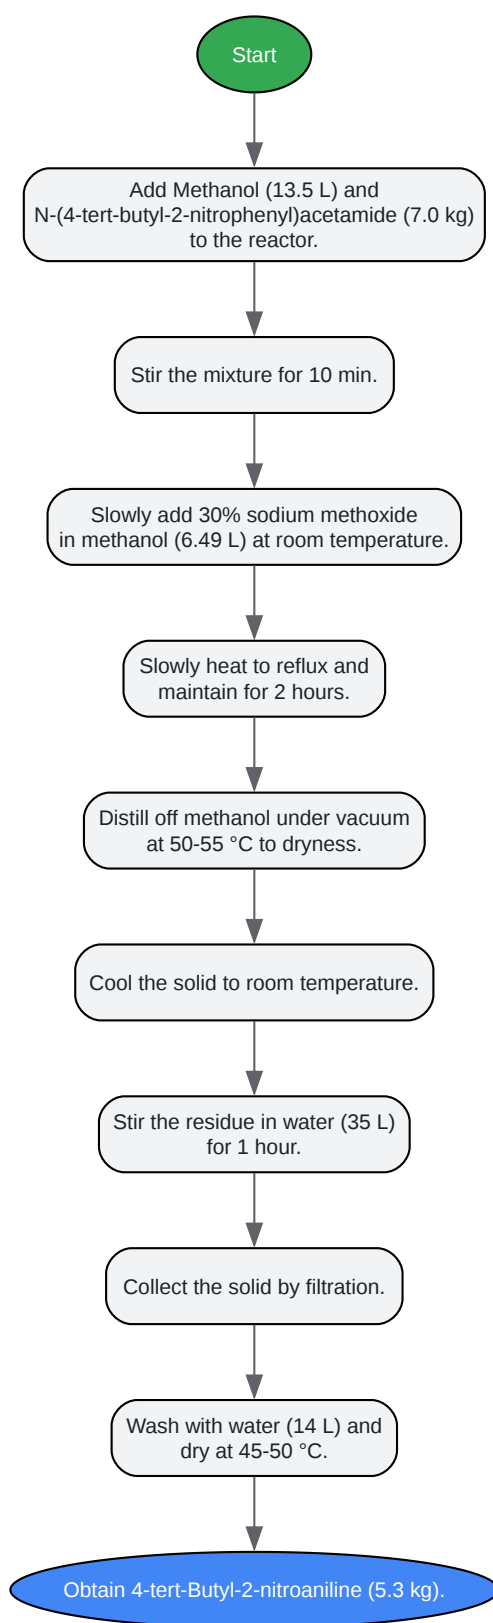 Start
Add Methanol (13.5 L) and
N-(4-tert-butyl-2-nitrophenyl)acetamide (7.0 kg)
to the reactor.
Stir the mixture for 10 min.
Slowly add 30% sodium methoxide
in methanol (6.49 L) at room temperature.
Slowly heat to reflux and
maintain for 2 hours.
Distill off methanol under vacuum
at 50-55 °C to dryness.
Cool the solid to room temperature.
Stir the residue in water (35 L)
for 1 hour.
Collect the solid by filtration.
Wash with water (14 L) and
dry at 45-50 °C.
Obtain 4-tert-Butyl-2-nitroaniline (5.3 kg).